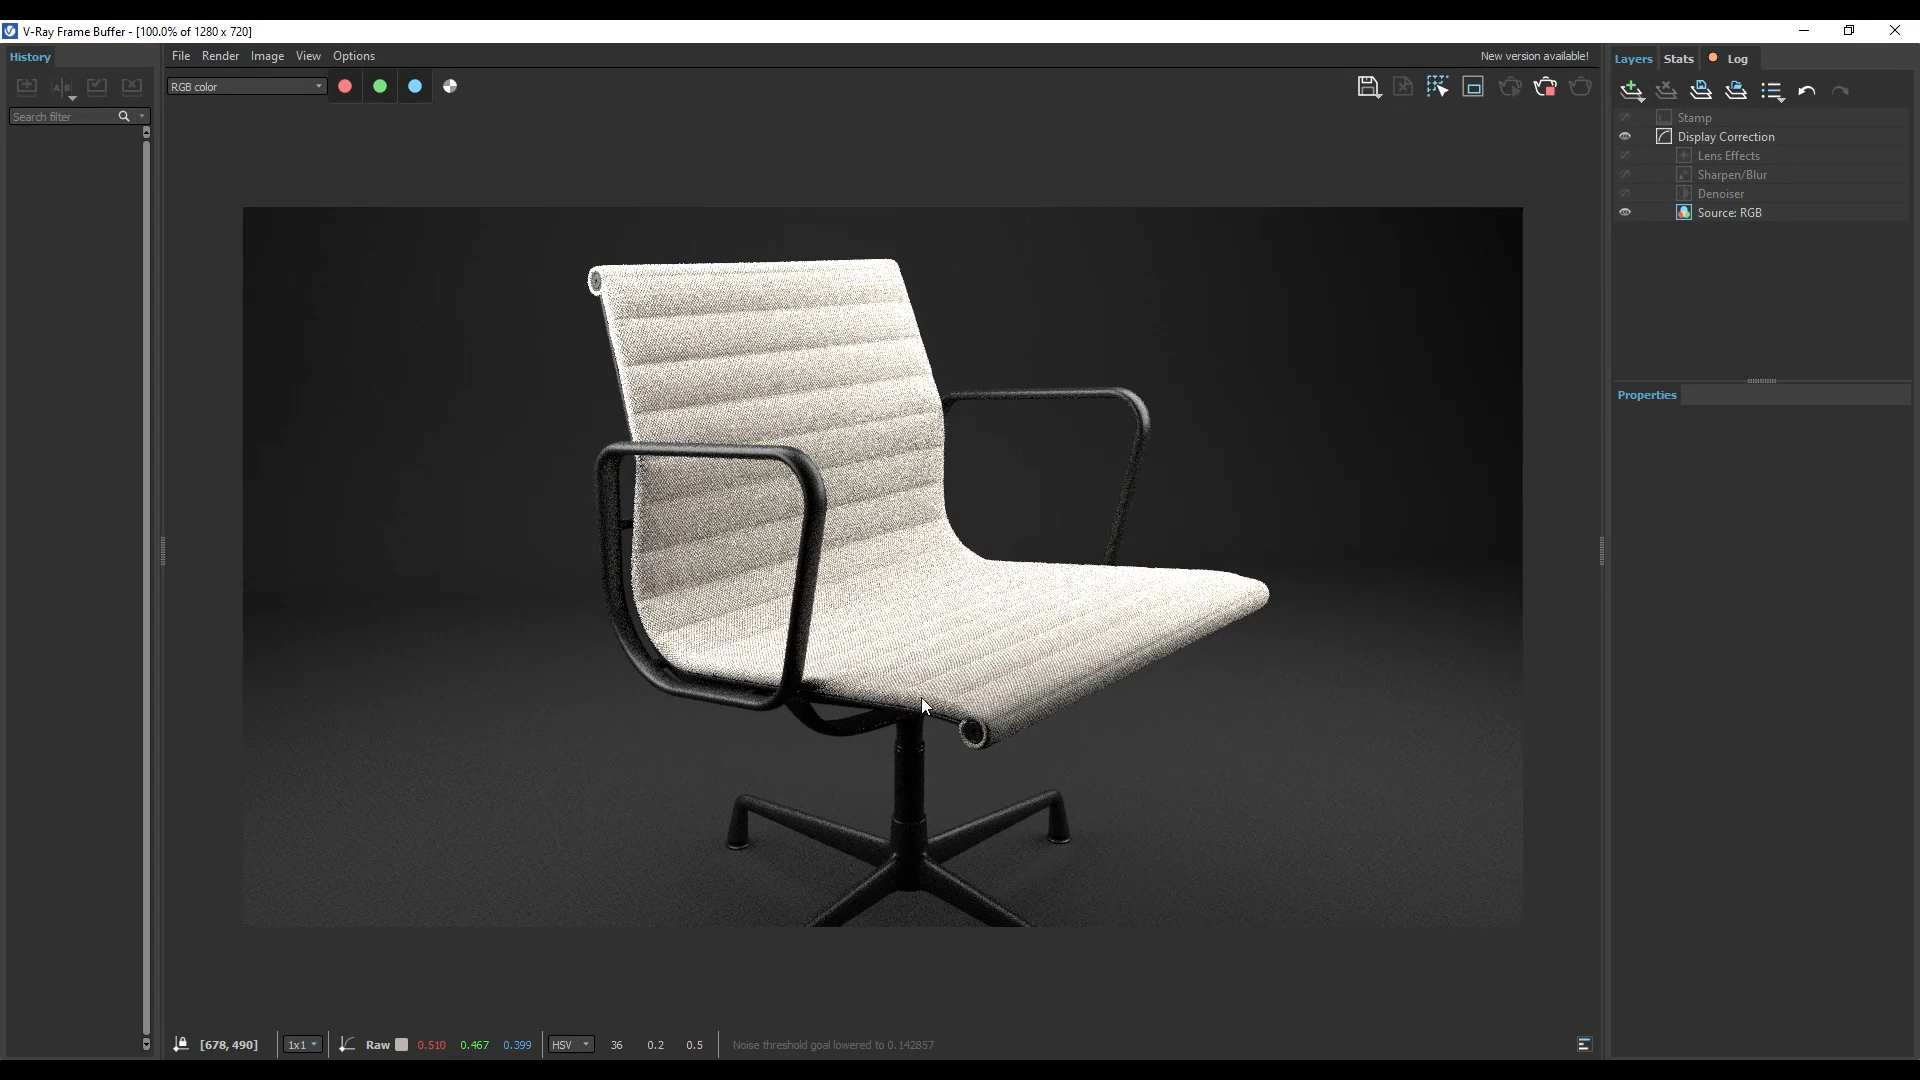 V-Ray Frame Buffer - [100.0% of 1280 x 720]
History
File Render Image View Options
New version available!
Layers Stats Log
RGB color
Search filter
Stamp
Display Correction
Lens Effects
Sharpen/Blur
Denoiser
Source: RGB
Properties
[678, 490] 1x1 Raw 0.510 0.467 0.399 HSV 36 0.2 0.5 Noise threshold goal lowered to 0.142857